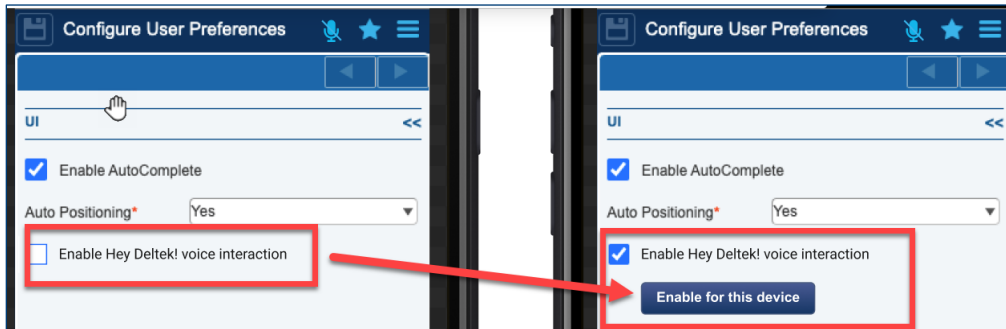 Configure User Preferences
UI <<
Enable AutoComplete
Auto Positioning* Yes
Enable Hey Deltek! voice interaction
Configure User Preferences
UI <<
Enable AutoComplete
Auto Positioning* Yes
Enable Hey Deltek! voice interaction
Enable for this device